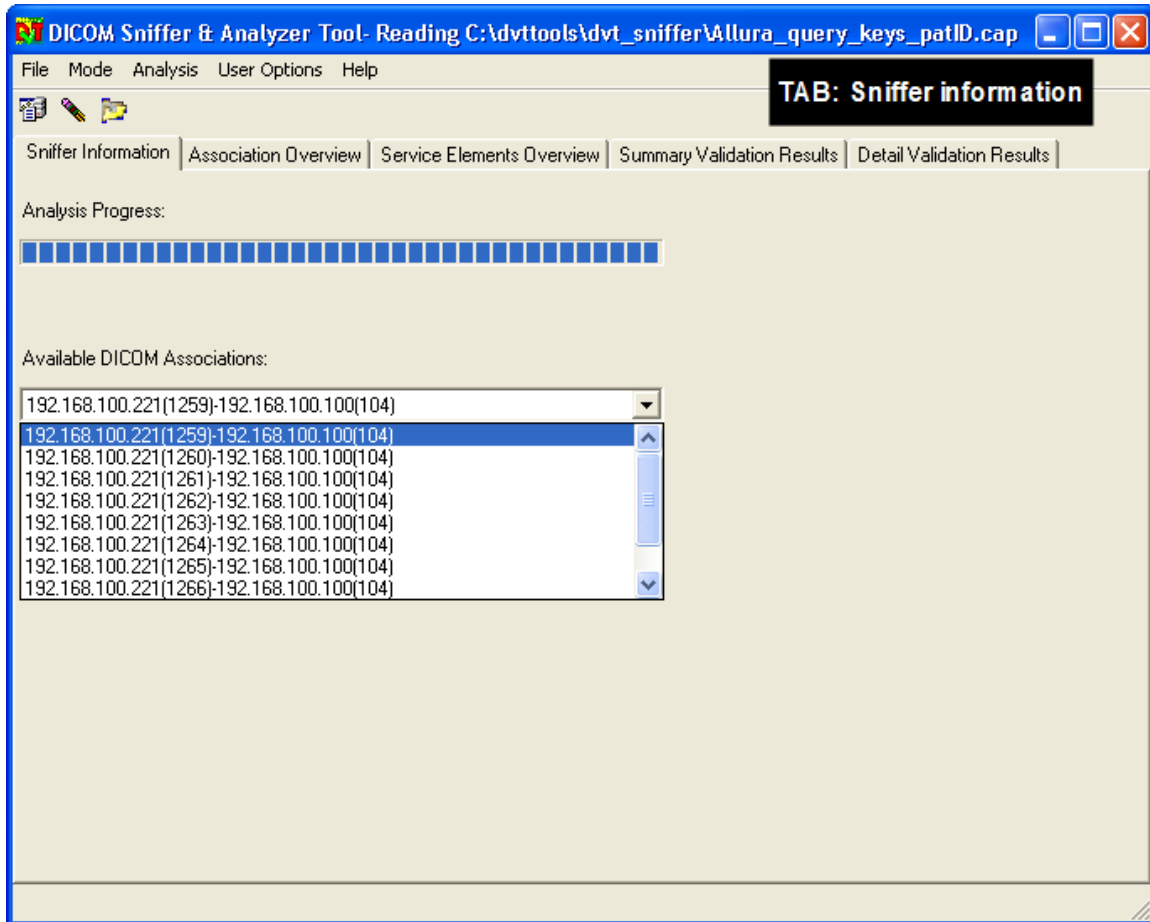 DICOM Sniffer & Analyzer Tool- Reading C:\dvttools\dvt_sniffer\Allura_query_keys_patID.cap
File Mode Analysis User Options Help
TAB: Sniffer information
Sniffer Information Association Overview Service Elements Overview Summary Validation Results Detail Validation Results
Analysis Progress:
Available DICOM Associations:
192.168.100.221(1259)-192.168.100.100(104)
192.168.100.221(1259)-192.168.100.100(104)
192.168.100.221(1260)-192.168.100.100(104)
192.168.100.221(1261)-192.168.100.100(104)
192.168.100.221(1262)-192.168.100.100(104)
192.168.100.221(1263)-192.168.100.100(104)
192.168.100.221(1264)-192.168.100.100(104)
192.168.100.221(1265)-192.168.100.100(104)
192.168.100.221(1266)-192.168.100.100(104)